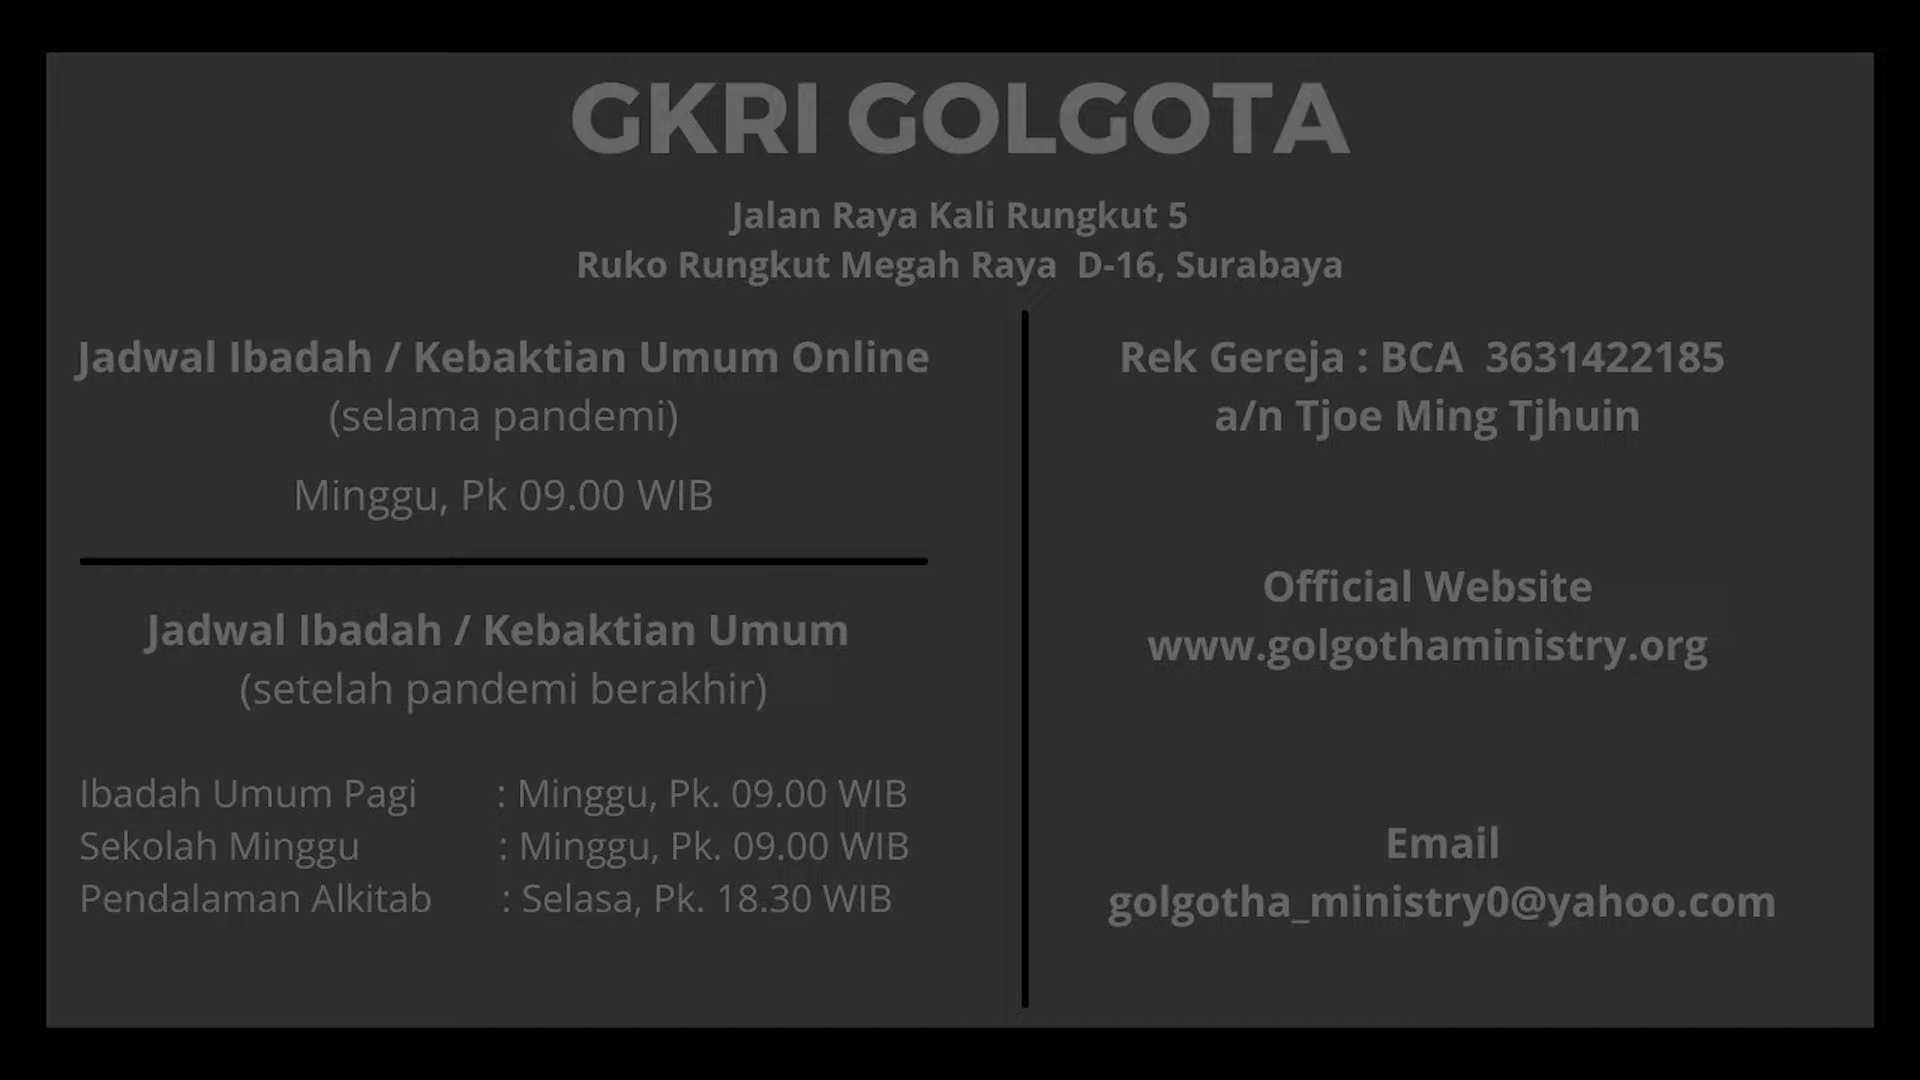 GKRI GOLGOTA
Jalan Raya Kali Rungkut 5
Ruko Rungkut Megah Raya  D-16, Surabaya
Jadwal Ibadah / Kebaktian Umum Online
(selama pandemi)
Minggu, Pk 09.00 WIB
Jadwal Ibadah / Kebaktian Umum
(setelah pandemi berakhir)
Ibadah Umum Pagi : Minggu, Pk. 09.00 WIB
Sekolah Minggu : Minggu, Pk. 09.00 WIB
Pendalaman Alkitab : Selasa, Pk. 18.30 WIB
Rek Gereja : BCA  3631422185
a/n Tjoe Ming Tjhuin
Official Website
www.golgothaministry.org
Email
golgotha_ministry0@yahoo.com